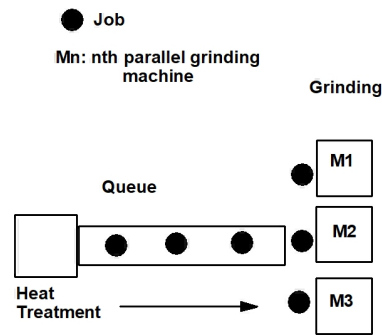 Job
Mn: nth parallel grinding
machine
Grinding
M1
Queue
M2
Heat
Treatment
M3